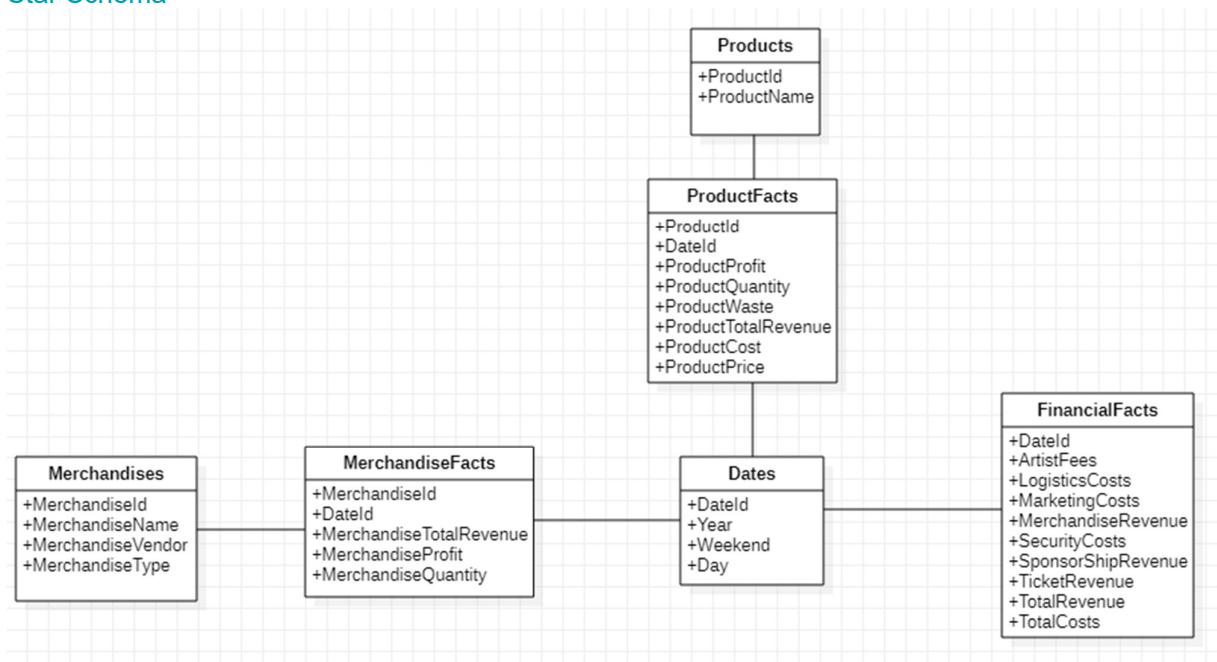 Star Schema
Products
+ProductId
+ProductName
ProductFacts
+ProductId
+DateId
+ProductProfit
+ProductQuantity
+ProductWaste
+ProductTotalRevenue
+ProductCost
+ProductPrice
FinancialFacts
+DateId
+ArtistFees
+LogisticsCosts
+MarketingCosts
+MerchandiseRevenue
+SecurityCosts
+SponsorShipRevenue
+TicketRevenue
+TotalRevenue
+TotalCosts
Merchandises
+MerchandiseId
+MerchandiseName
+MerchandiseVendor
+MerchandiseType
MerchandiseFacts
+MerchandiseId
+DateId
+MerchandiseTotalRevenue
+MerchandiseProfit
+MerchandiseQuantity
Dates
+DateId
+Year
+Weekend
+Day